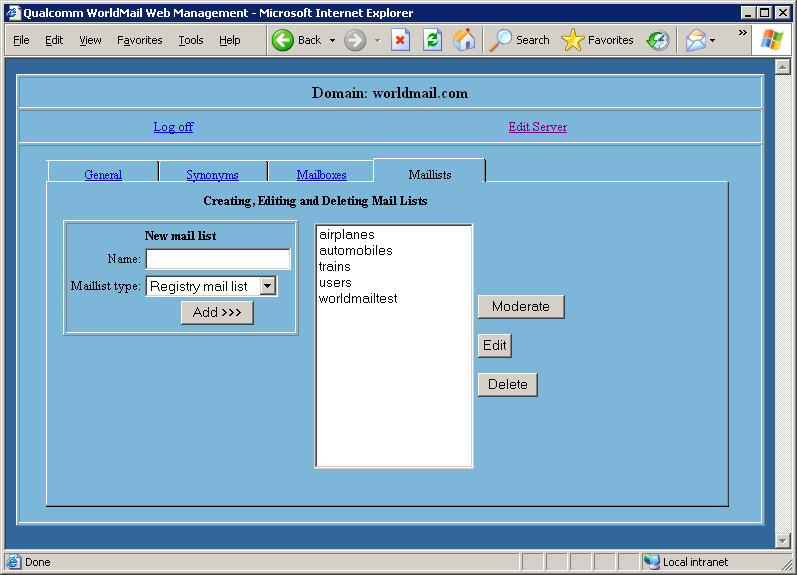 Qualcomm WorldMail Web Management - Microsoft Internet Explorer
File Edit View Favorites Tools Help Back Search Favorites »
Domain: worldmail.com
Log off Edit Server
General Synonyms Mailboxes Maillists
Creating, Editing and Deleting Mail Lists
New mail list
Name:
Maillist type: Registry mail list
Add >>>
airplanes
automobiles
trains
users
worldmailtest
Moderate
Edit
Delete
Done Local intranet